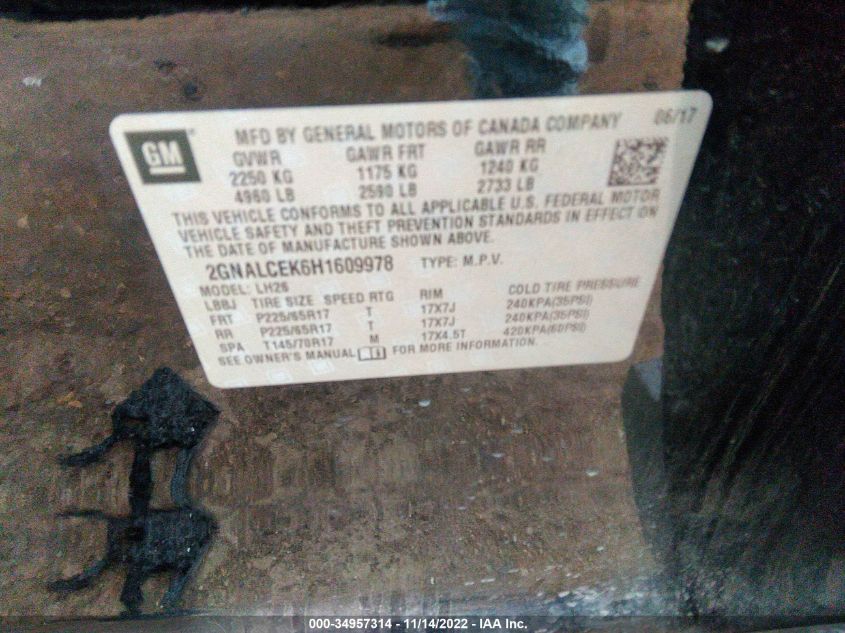 GM
MFD BY GENERAL MOTORS OF CANADA COMPANY 06/17
GVWR GAWR FRT GAWR RR
2250 KG 1175 KG 1240 KG
4960 LB 2590 LB 2733 LB
THIS VEHICLE CONFORMS TO ALL APPLICABLE U.S. FEDERAL MOTOR
VEHICLE SAFETY AND THEFT PREVENTION STANDARDS IN EFFECT ON
THE DATE OF MANUFACTURE SHOWN ABOVE.
2GNALCEK6H1609978 TYPE: M.P.V.
MODEL: LH26
LBBJ TIRE SIZE SPEED RTG RIM COLD TIRE PRESSURE
FRT P225/65R17 T 17X7J 240KPA(35PSI)
RR P225/65R17 T 17X7J 240KPA(35PSI)
SPA T145/70R17 M 17X4.5T 420KPA(60PSI)
SEE OWNER'S MANUAL FOR MORE INFORMATION.
000-34957314 - 11/14/2022 - IAA Inc.